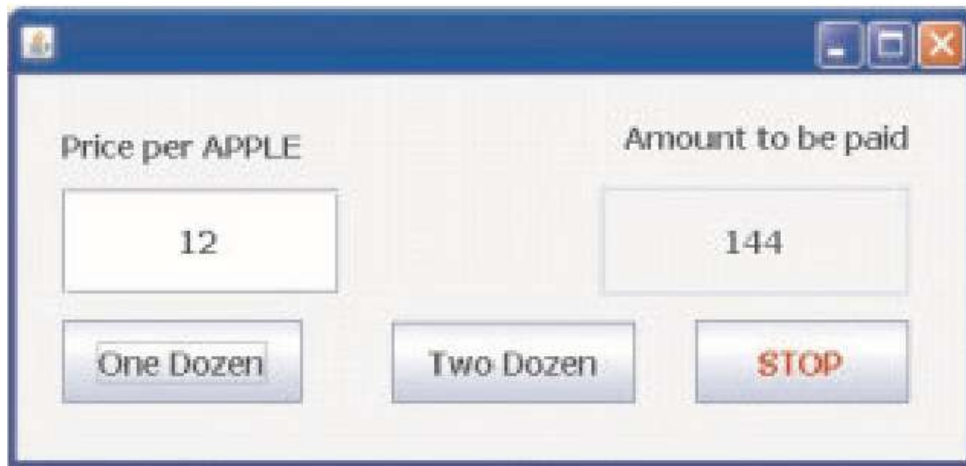 Price per APPLE
Amount to be paid
12
144
One Dozen
Two Dozen
STOP